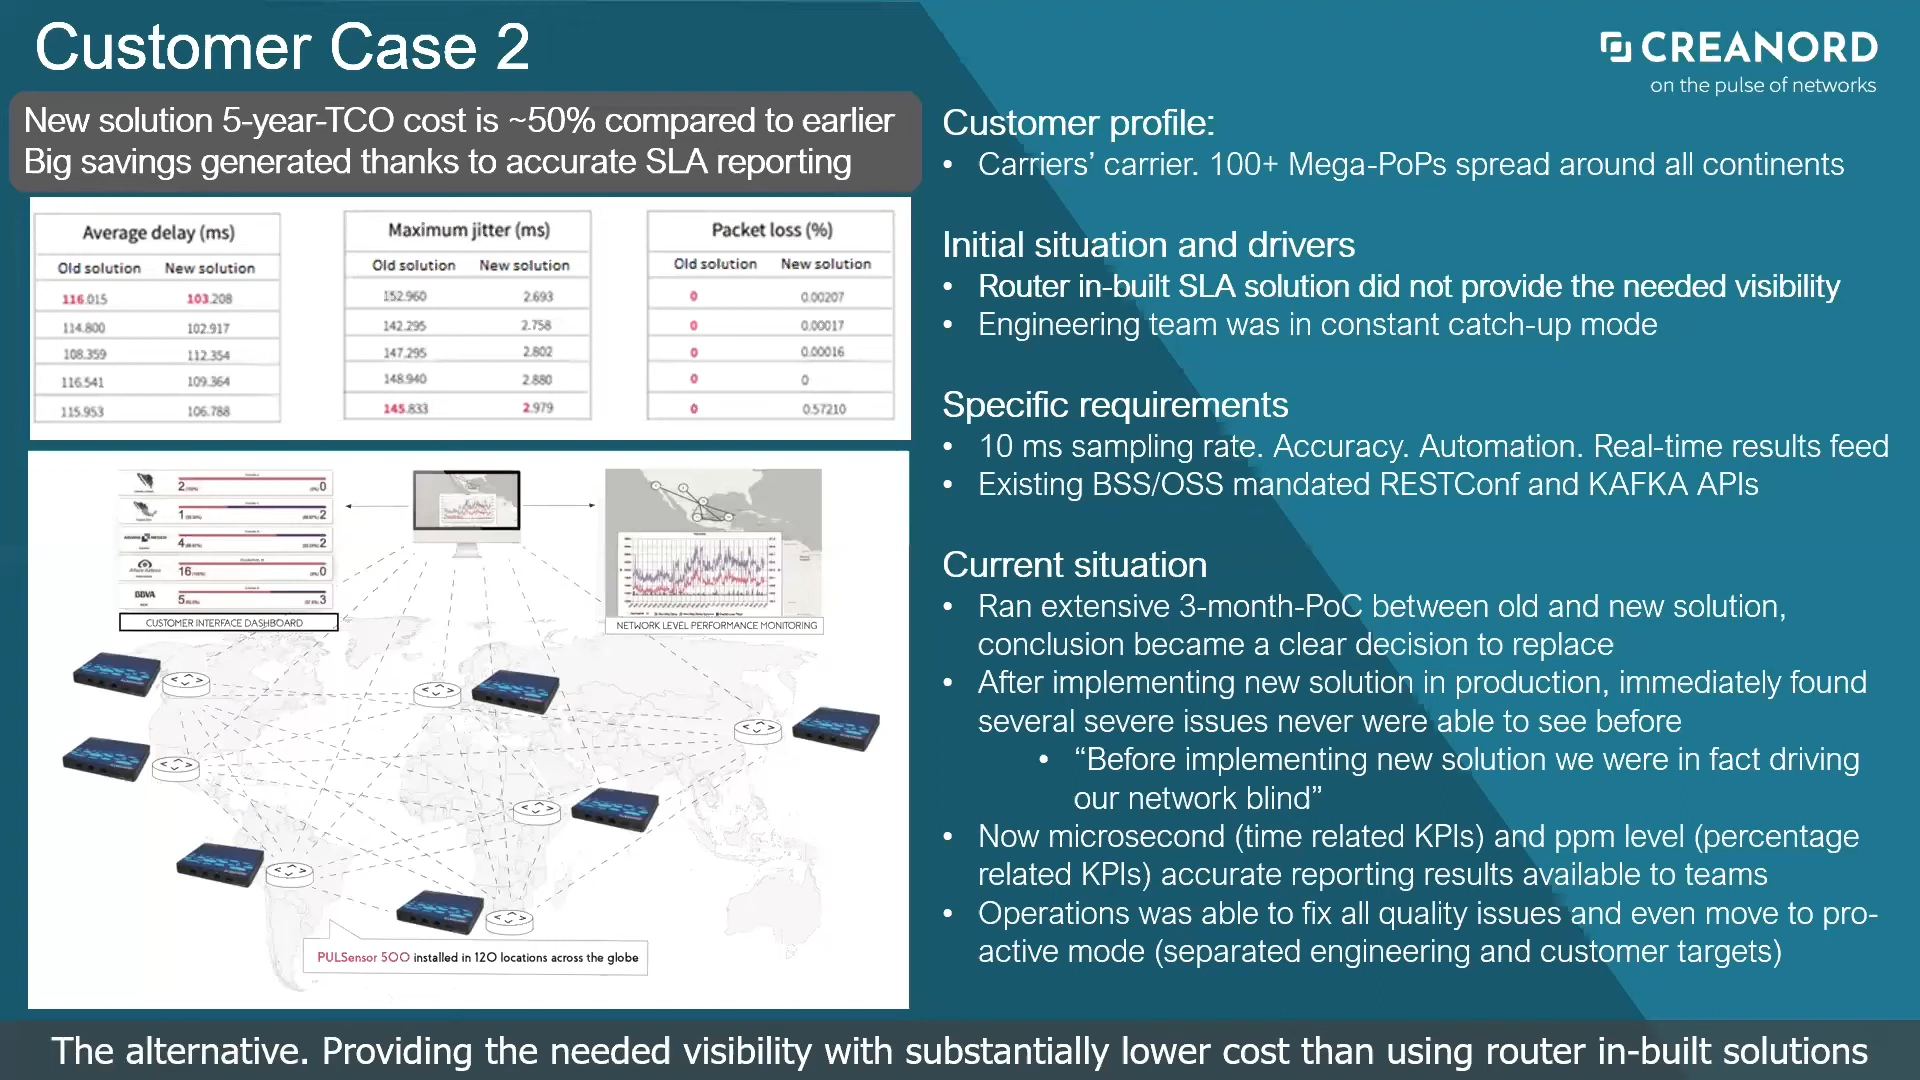 Customer Case 2
CREANORD
on the pulse of networks
New solution 5-year-TCO cost is ~50% compared to earlier
Big savings generated thanks to accurate SLA reporting
Average delay (ms)
Old solution New solution
116.015 103.208
114.800 102.917
108.359 112.354
116.541 109.364
115.953 106.788
Maximum jitter (ms)
Old solution New solution
152.960 2.693
142.295 2.758
147.295 2.802
148.940 2.880
145.833 2.979
Packet loss (%)
Old solution New solution
0 0.00207
0 0.00017
0 0.00016
0 0
0 0.57210
2 0
1 2
4 2
16 0
BBVA
5 3
CUSTOMER INTERFACE DASHBOARD
NETWORK LEVEL PERFORMANCE MONITORING
PULSensor 500 installed in 120 locations across the globe
Customer profile:
• Carriers’ carrier. 100+ Mega-PoPs spread around all continents
Initial situation and drivers
• Router in-built SLA solution did not provide the needed visibility
• Engineering team was in constant catch-up mode
Specific requirements
• 10 ms sampling rate. Accuracy. Automation. Real-time results feed
• Existing BSS/OSS mandated RESTConf and KAFKA APIs
Current situation
• Ran extensive 3-month-PoC between old and new solution,
conclusion became a clear decision to replace
• After implementing new solution in production, immediately found
several severe issues never were able to see before
• “Before implementing new solution we were in fact driving
our network blind”
• Now microsecond (time related KPIs) and ppm level (percentage
related KPIs) accurate reporting results available to teams
• Operations was able to fix all quality issues and even move to pro-
active mode (separated engineering and customer targets)
The alternative. Providing the needed visibility with substantially lower cost than using router in-built solutions